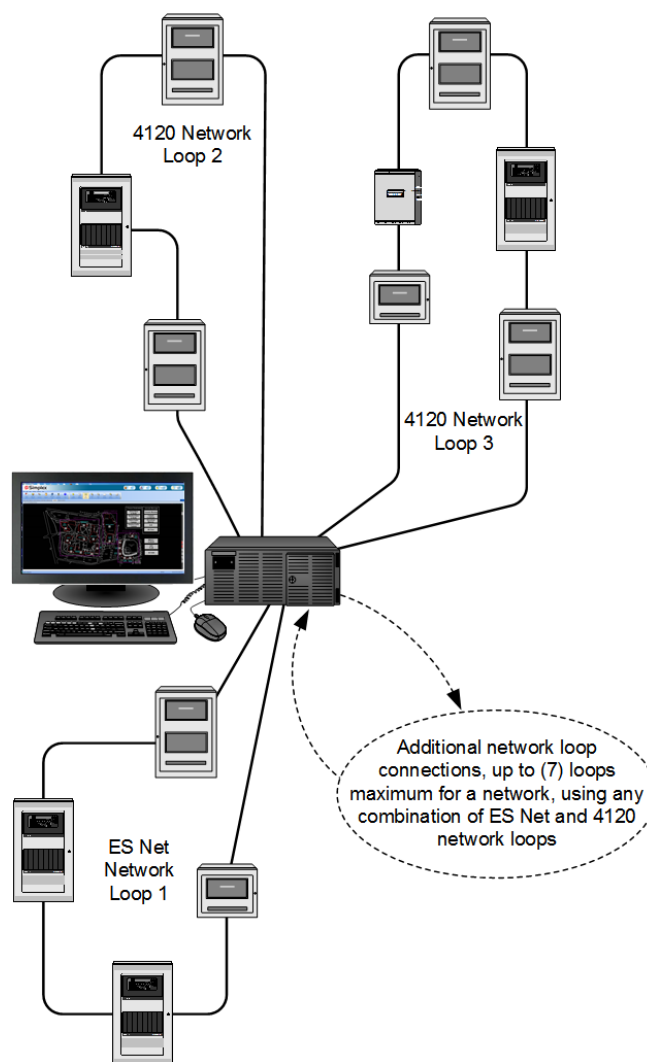 4120 Network
Loop 2
4120 Network
Loop 3
Simplex
Additional network loop
connections, up to (7) loops
maximum for a network, using any
combination of ES Net and 4120
network loops
ES Net
Network
Loop 1